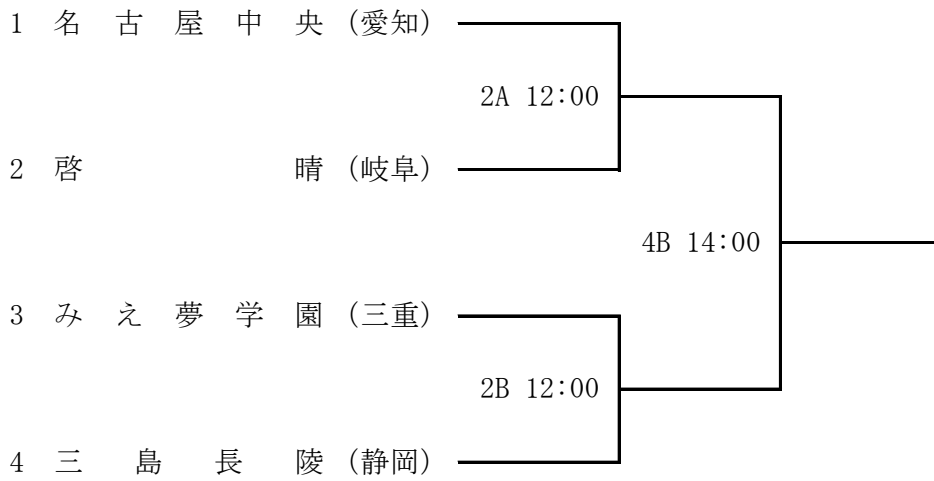 1 名古屋中央 (愛知)
2A 12:00
2 啓晴 (岐阜)
4B 14:00
3 みえ夢学園 (三重)
2B 12:00
4 三島長陵 (静岡)